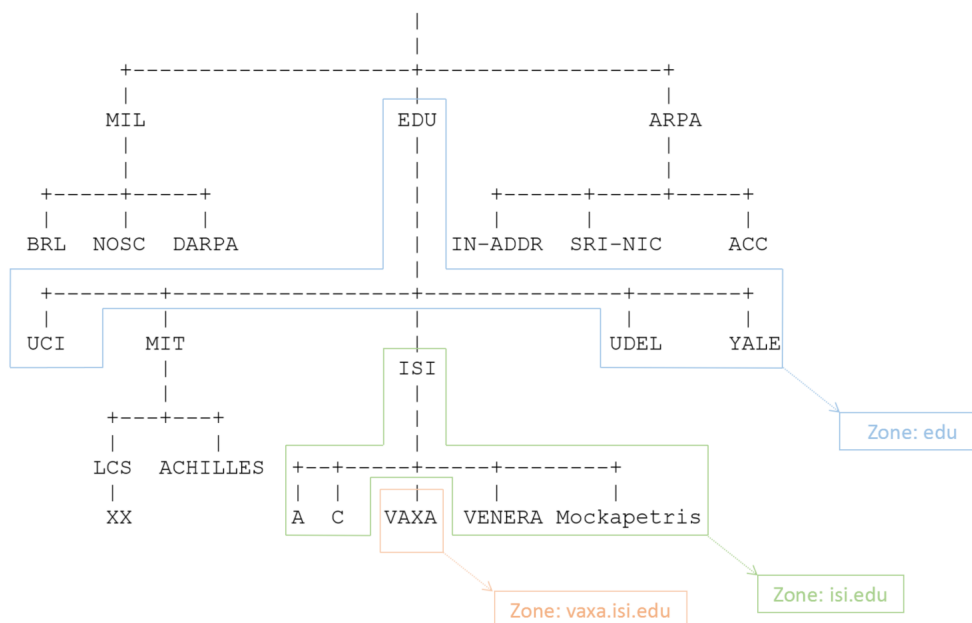 MIL EDU ARPA
BRL NOSC DARPA IN-ADDR SRI-NIC ACC
UCI MIT UDEL YALE
ISI
Zone: edu
LCS ACHILLES
XX A C VAXA VENERA Mockapetris
Zone: isi.edu
Zone: vaxa.isi.edu